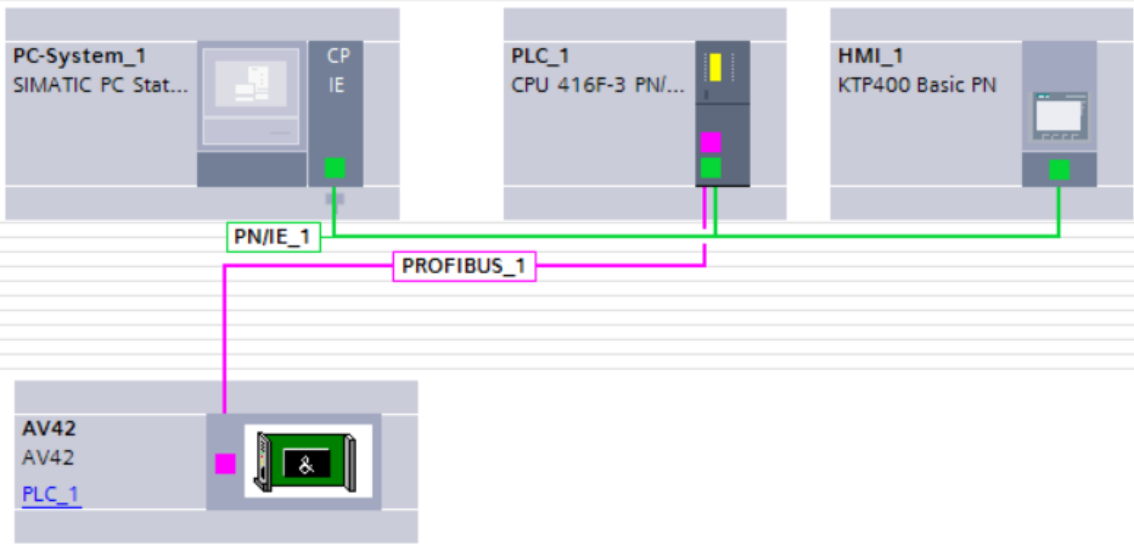 PC-System_1
SIMATIC PC Stat...
CP
IE
PLC_1
CPU 416F-3 PN/...
HMI_1
KTP400 Basic PN
PN/IE_1
PROFIBUS_1
AV42
AV42
PLC_1
&